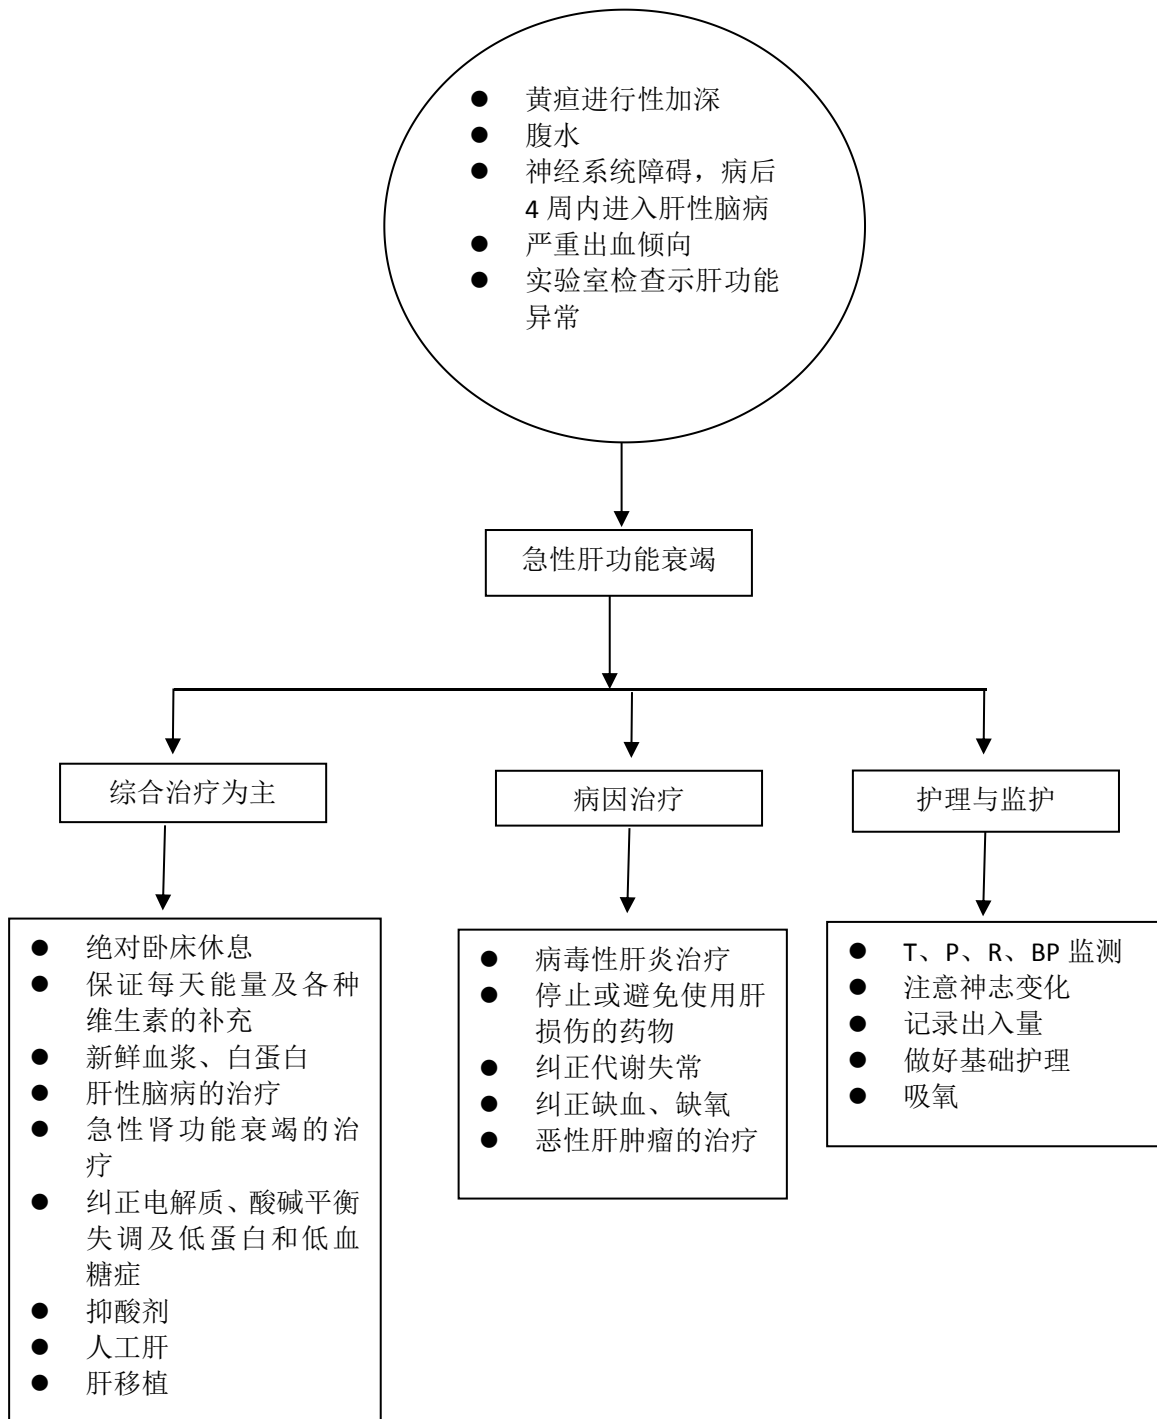 ● 黄疸进行性加深
● 腹水
● 神经系统障碍，病后
4 周内进入肝性脑病
● 严重出血倾向
● 实验室检查示肝功能
异常
急性肝功能衰竭
综合治疗为主
病因治疗
护理与监护
● 绝对卧床休息
● 保证每天能量及各种
维生素的补充
● 新鲜血浆、白蛋白
● 肝性脑病的治疗
● 急性肾功能衰竭的治
疗
● 纠正电解质、酸碱平衡
失调及低蛋白和低血
糖症
● 抑酸剂
● 人工肝
● 肝移植
● 病毒性肝炎治疗
● 停止或避免使用肝
损伤的药物
● 纠正代谢失常
● 纠正缺血、缺氧
● 恶性肝肿瘤的治疗
● T、P、R、BP 监测
● 注意神志变化
● 记录出入量
● 做好基础护理
● 吸氧